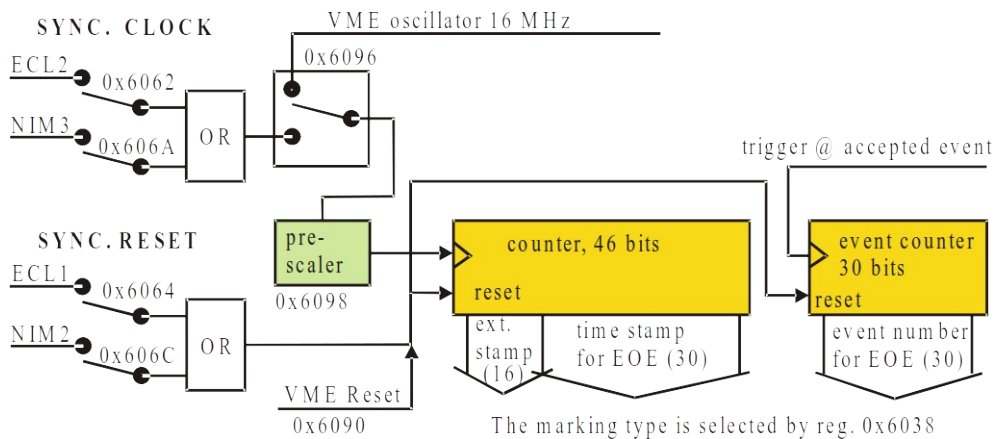 VME oscillator 16 MHz
SYNC. CLOCK
0x6096
ECL2
0x6062
OR
NIM3
0x606A
trigger @ accepted event
SYNC. RESET
pre-
scaler
counter, 46 bits
event counter
30 bits
ECL1
0x6064
0x6098
reset
reset
NIM2
0x606C
OR
ext.
stamp
(16)
time stamp
for EOE (30)
event number
for EOE (30)
VME Reset
0x6090
The marking type is selected by reg. 0x6038